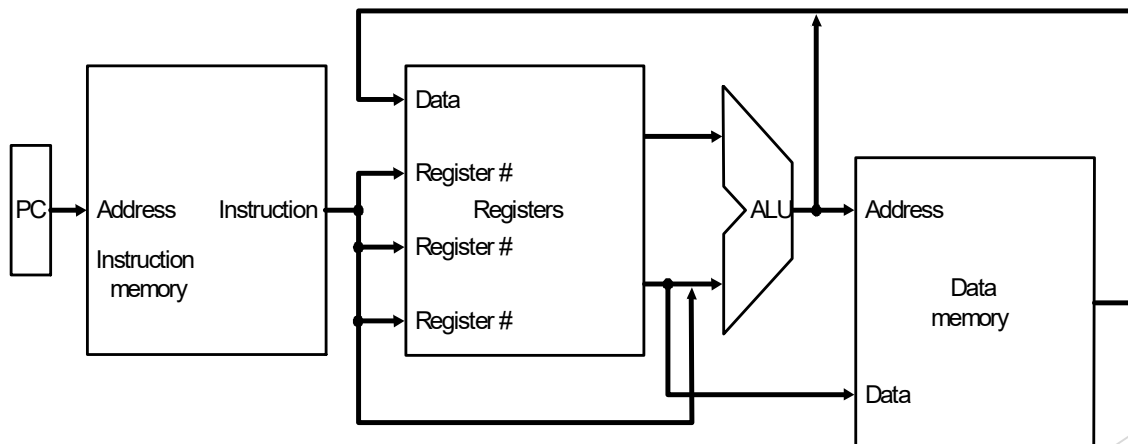 Data
Register #
PC
Address
Instruction
Registers
ALU
Address
Instruction
memory
Register #
Data
memory
Register #
Data